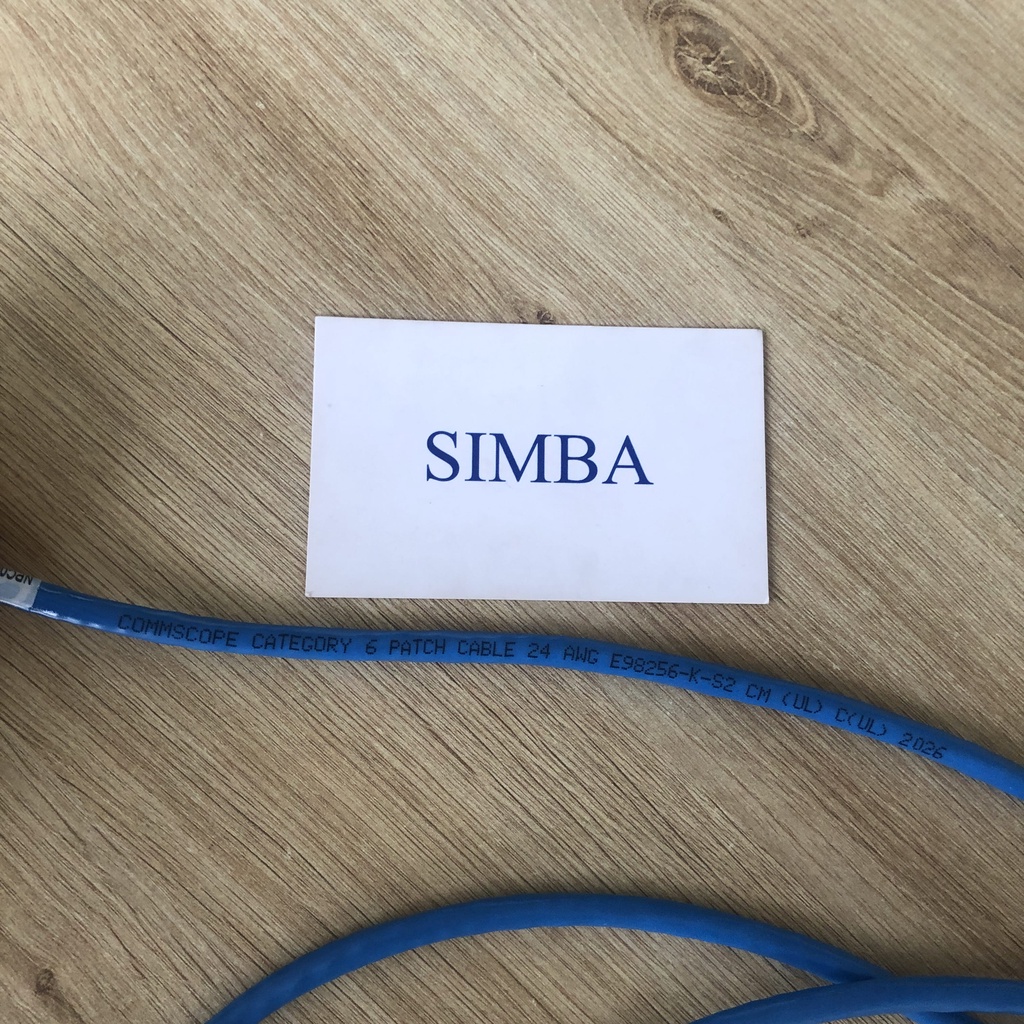 SIMBA
COMMSCOPE CATEGORY 6 PATCH CABLE 24 AWG E98256-K-S2 CM (UL) C(UL) 2026